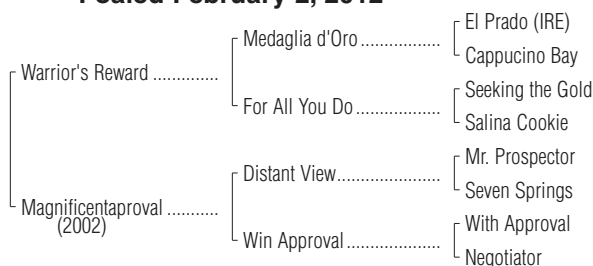 Foaled February 2, 2012
El Prado (IRE)
Medaglia d'Oro ..................
Cappucino Bay
Warrior's Reward ..............
Seeking the Gold
For All You Do ...................
Salina Cookie
Mr. Prospector
Distant View.......................
Seven Springs
Magnificentaproval ...........
(2002)
With Approval
Win Approval.....................
Negotiator